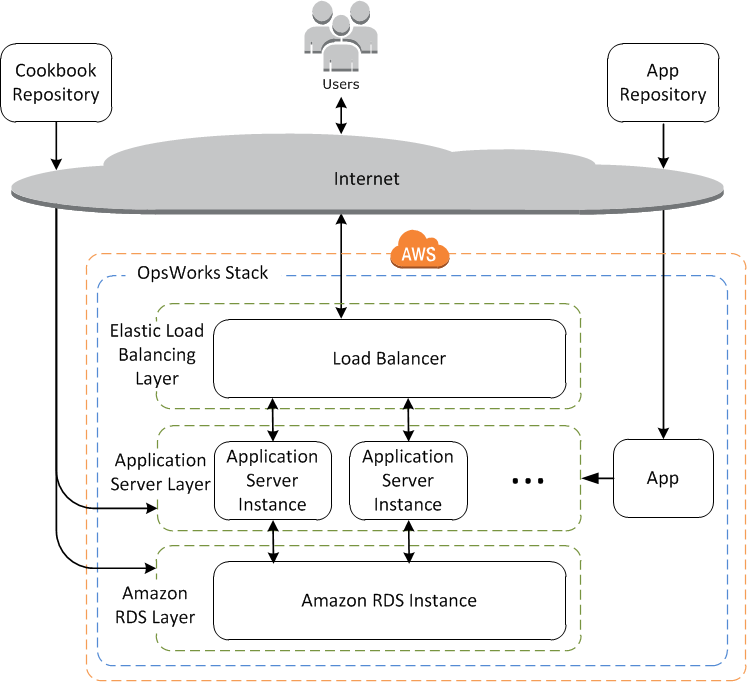 Cookbook
Repository
Users
App
Repository
Internet
AWS
OpsWorks Stack
Elastic Load
Balancing
Layer
Load Balancer
Application
Server Layer
Application
Server
Instance
Application
Server
Instance
...
App
Amazon
RDS Layer
Amazon RDS Instance